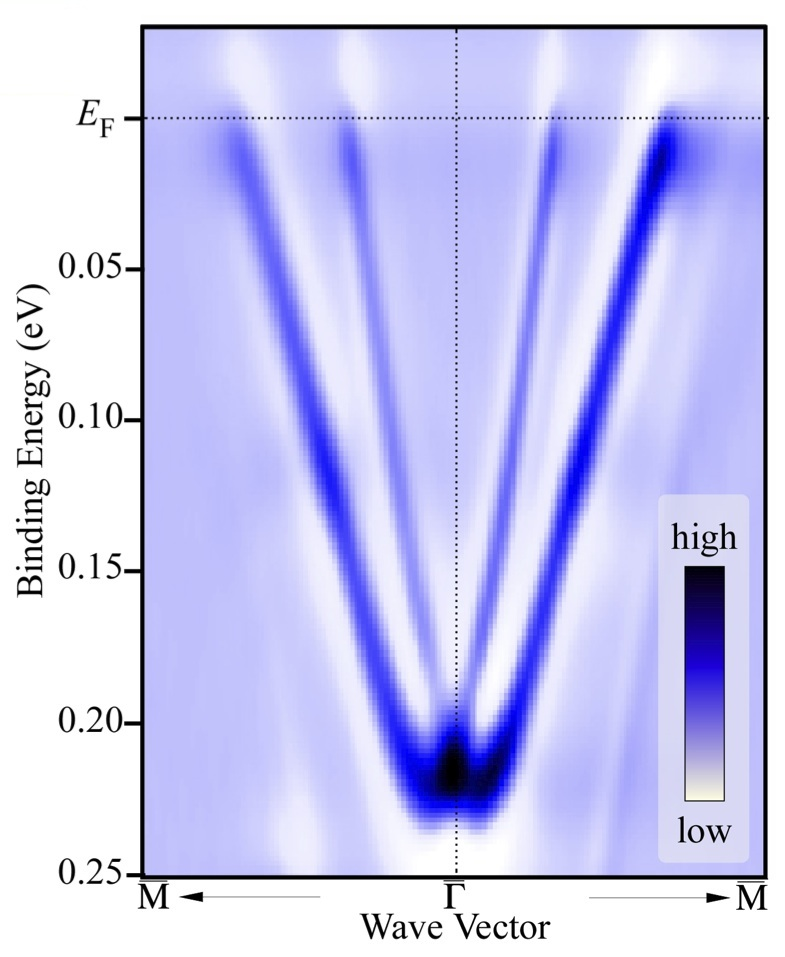 E_F
0.05
0.10
0.15
0.20
0.25
Binding Energy (eV)
high
low
M̅ Γ̅ M̅
Wave Vector